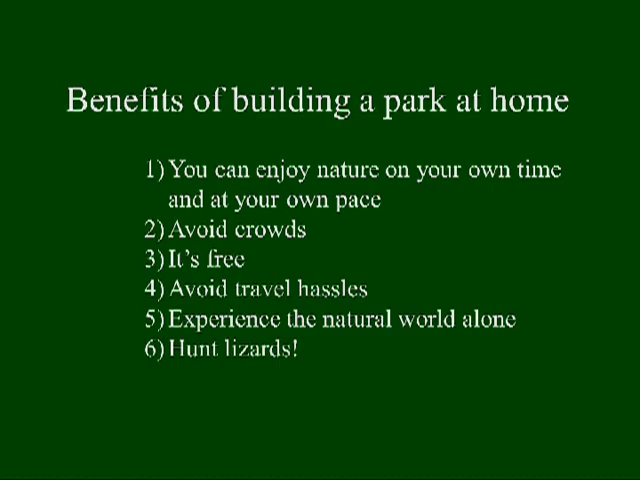 Benefits of building a park at home
1) You can enjoy nature on your own time
and at your own pace
2) Avoid crowds
3) It's free
4) Avoid travel hassles
5) Experience the natural world alone
6) Hunt lizards!